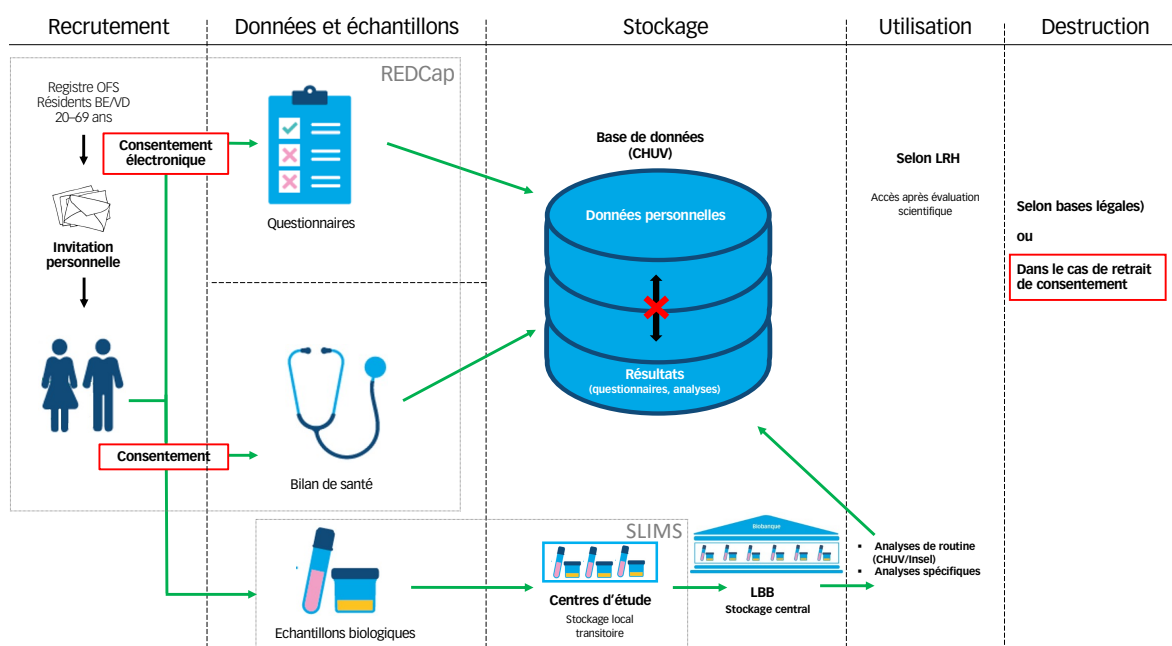 Recrutement
Données et échantillons
Stockage
Utilisation
Destruction
REDCap
Registre OFS
Résidents BE/VD
20–69 ans
Consentement
électronique
Invitation
personnelle
Questionnaires
Base de données
(CHUV)
Données personnelles
Résultats
(questionnaires, analyses)
Selon LRH
Accès après évaluation
scientifique
Selon bases légales)
ou
Dans le cas de retrait
de consentement
Consentement
Bilan de santé
SLIMS
Echantillons biologiques
Centres d’étude
Stockage local
transitoire
Biobanque
LBB
Stockage central
▪ Analyses de routine
(CHUV/Insel)
▪ Analyses spécifiques